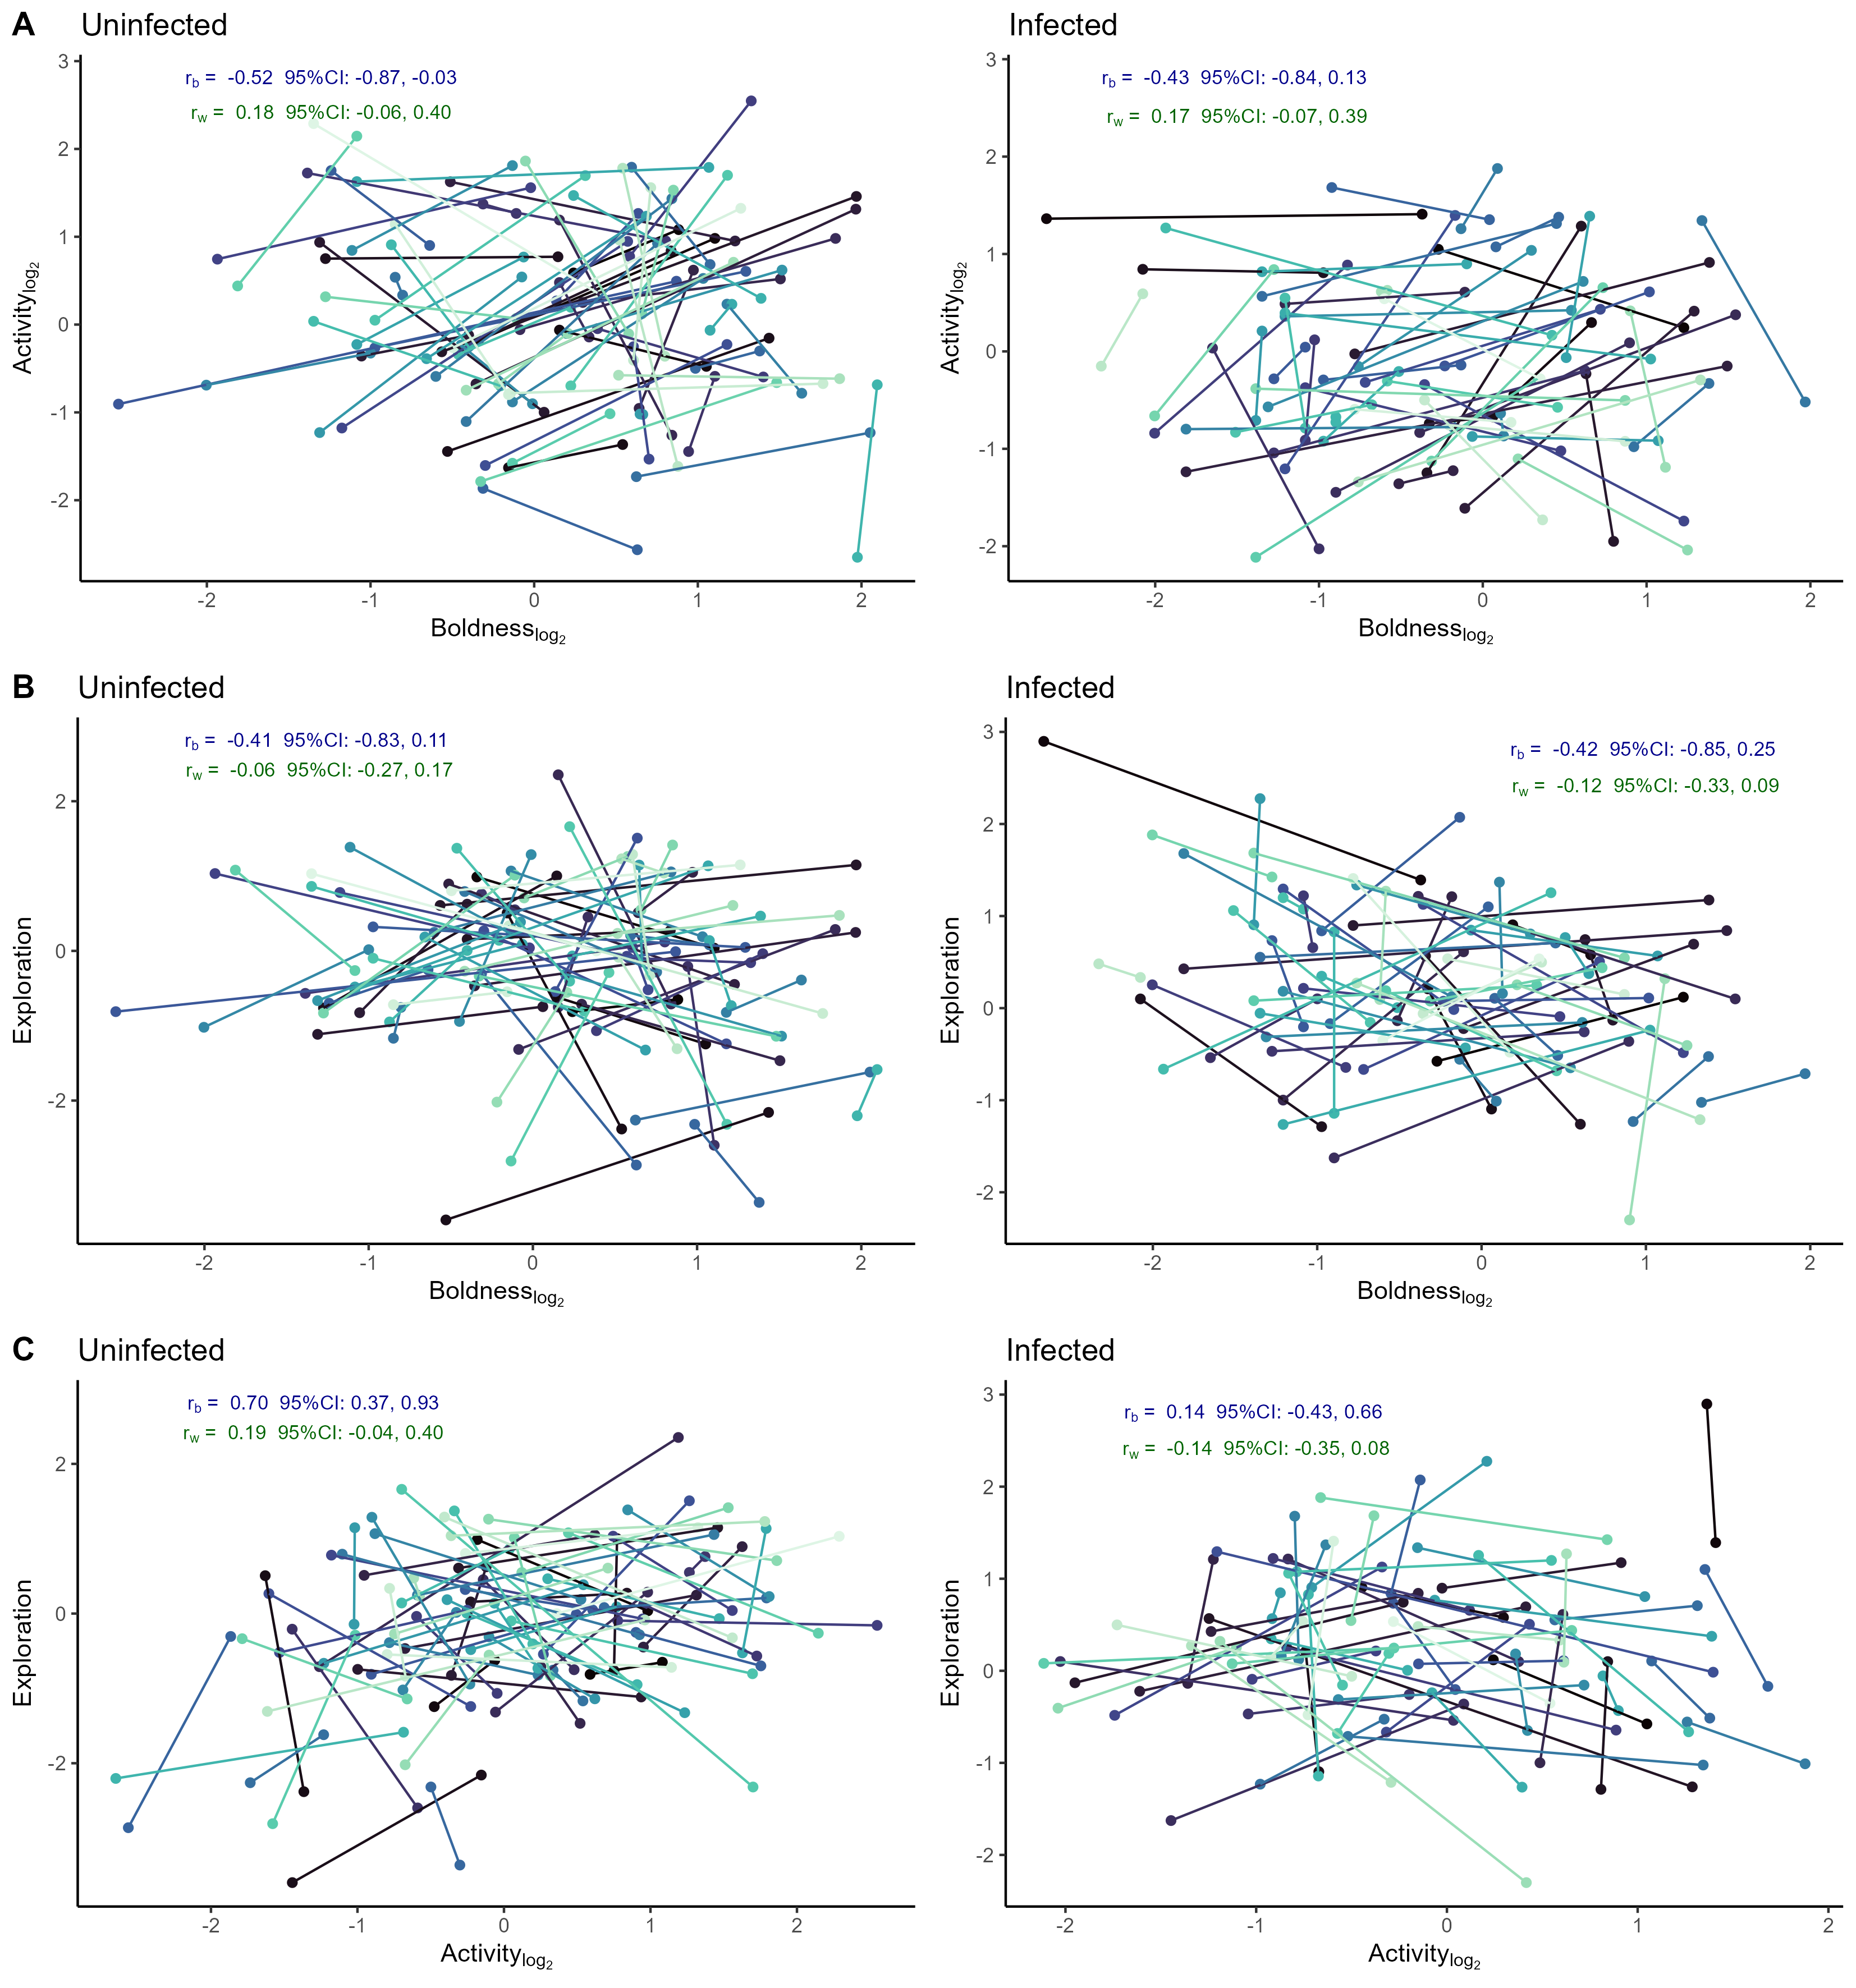 A Uninfected Infected
r_b = -0.52 95%CI: -0.87, -0.03
r_w = 0.18 95%CI: -0.06, 0.40
3
2
1
0
-1
-2
Activity_log2
-2 -1 0 1 2
Boldness_log2
r_b = -0.43 95%CI: -0.84, 0.13
r_w = 0.17 95%CI: -0.07, 0.39
3
2
1
0
-1
-2
Activity_log2
-2 -1 0 1 2
Boldness_log2
B Uninfected Infected
r_b = -0.41 95%CI: -0.83, 0.11
r_w = -0.06 95%CI: -0.27, 0.17
2
0
-2
Exploration
-2 -1 0 1 2
Boldness_log2
r_b = -0.42 95%CI: -0.85, 0.25
r_w = -0.12 95%CI: -0.33, 0.09
3
2
1
0
-1
-2
Exploration
-2 -1 0 1 2
Boldness_log2
C Uninfected Infected
r_b = 0.70 95%CI: 0.37, 0.93
r_w = 0.19 95%CI: -0.04, 0.40
2
0
-2
Exploration
-2 -1 0 1 2
Activity_log2
r_b = 0.14 95%CI: -0.43, 0.66
r_w = -0.14 95%CI: -0.35, 0.08
3
2
1
0
-1
-2
Exploration
-2 -1 0 1 2
Activity_log2